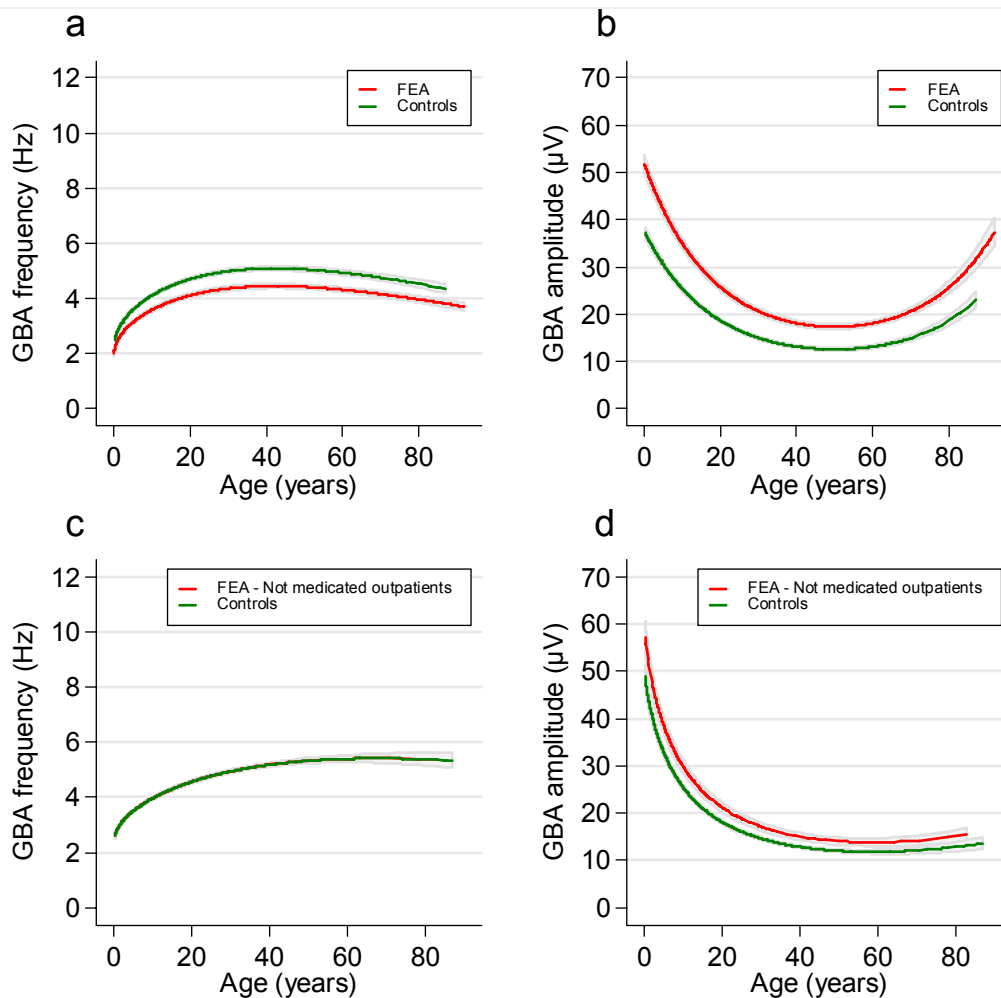 a
12
10
8
6
4
2
0
GBA frequency (Hz)
FEA
Controls
0 20 40 60 80
Age (years)
b
70
60
50
40
30
20
10
0
GBA amplitude (µV)
FEA
Controls
0 20 40 60 80
Age (years)
c
12
10
8
6
4
2
0
GBA frequency (Hz)
FEA - Not medicated outpatients
Controls
0 20 40 60 80
Age (years)
d
70
60
50
40
30
20
10
0
GBA amplitude (µV)
FEA - Not medicated outpatients
Controls
0 20 40 60 80
Age (years)